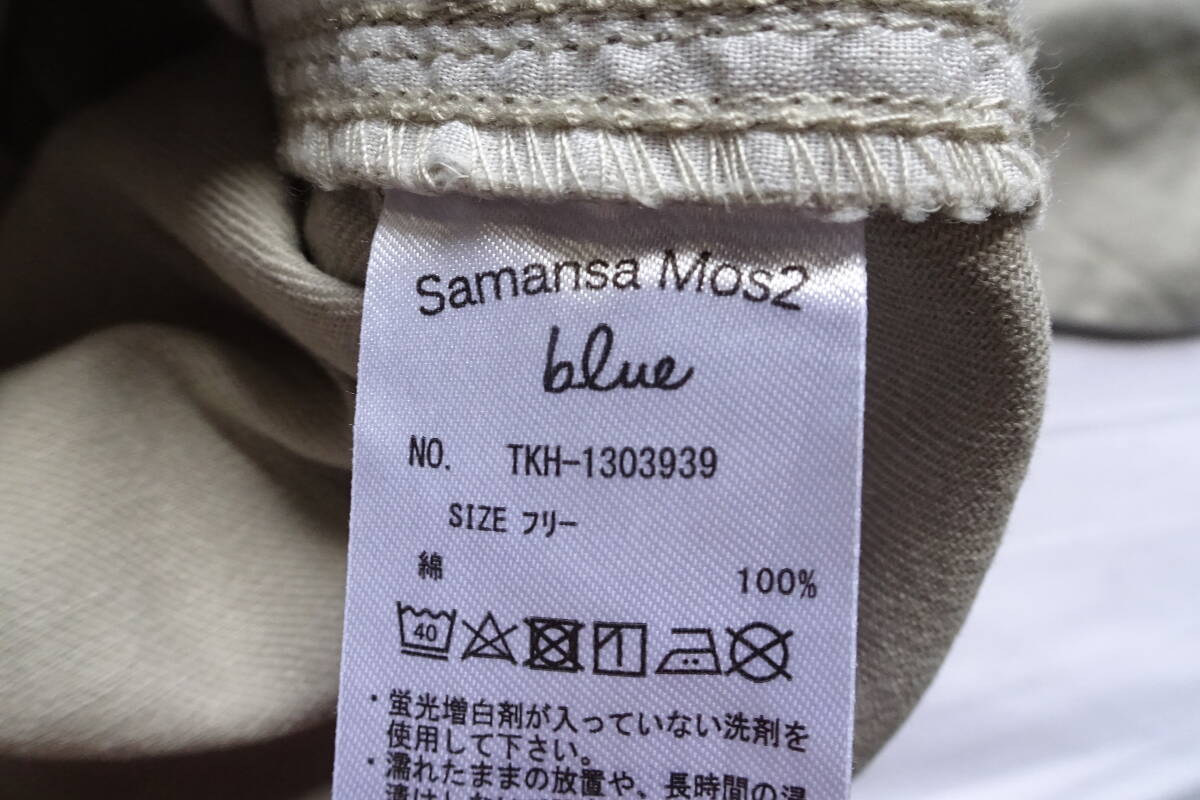 Samansa Mos2
blue
NO. TKH-1303939
SIZE フリー
綿 100%
40
・蛍光増白剤が入っていない洗剤を
使用して下さい。
・濡れたままの放置や、長時間の浸